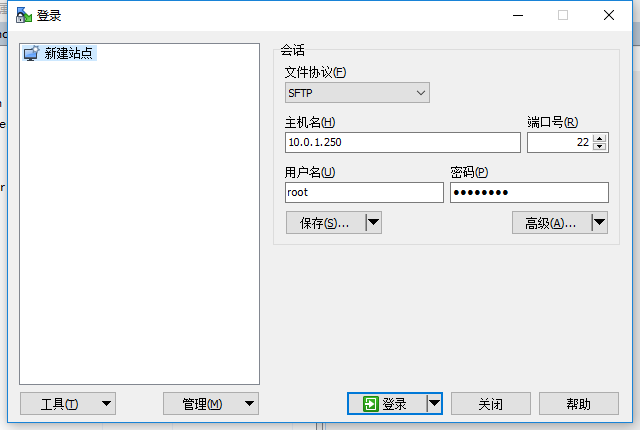 登录
新建站点
会话
文件协议(F)
SFTP
主机名(H)
端口号(R)
10.0.1.250
22
用户名(U)
密码(P)
root
●●●●●●●●
保存(S)...
高级(A)...
工具(T)
管理(M)
登录
关闭
帮助